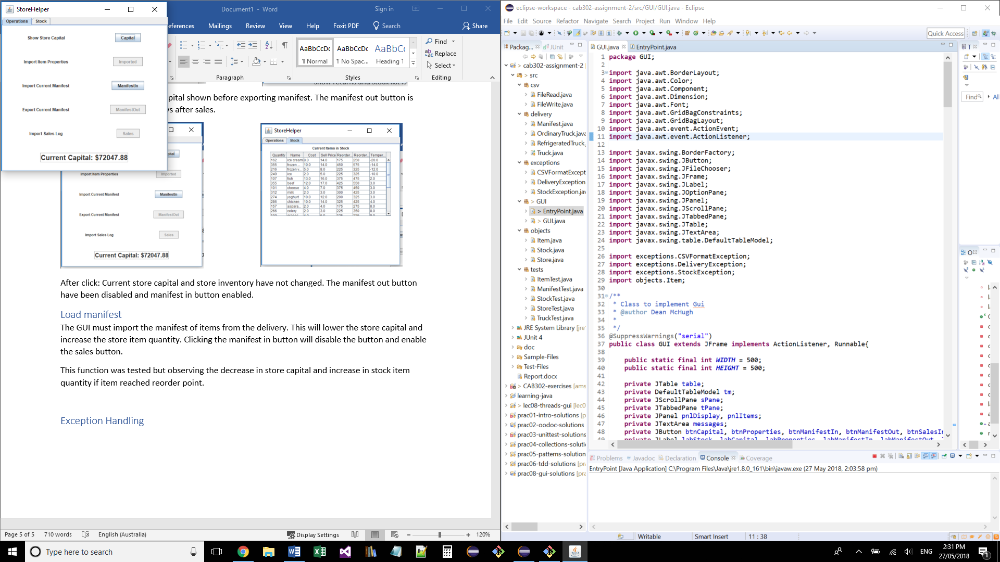 StoreHelper
Operations Stock
Show Store Capital Capital
Import Item Properties Imported
Import Current Manifest ManifestIn
Export Current Manifest ManifestOut
Import Sales Log Sales
Current Capital: $72047.88
Document1 - Word
Sign in
eferences Mailings Review View Help Foxit PDF Search Share
AaBbCcDc AaBbCcDc AaBbCc
¶ Normal ¶ No Spac... Heading 1
Find
Replace
Select
Paragraph Styles Editing
pital shown before exporting manifest. The manifest out button is
s after sales.
Import Item Properties Imported
Import Current Manifest ManifestIn
Export Current Manifest ManifestOut
Import Sales Log Sales
Current Capital: $72047.88
StoreHelper
Operations Stock
Current Items in Stock
Quantity Name Cost Sell Price Reorder... Reorder... Temper...
162 ice cream 8.0 14.0 175 250 -20.0
355 frozen ... 10.0 14.0 450 575 -14.0
216 frozen v... 5.0 8.0 225 325 -12.0
249 ice 2.0 5.0 225 325 -10.0
107 fish 13.0 16.0 375 475 2.0
355 beef 12.0 17.0 425 550 3.0
101 cheese 4.0 7.0 375 450 3.0
312 milk 2.0 3.0 300 425 3.0
274 yoghurt 10.0 12.0 200 325 3.0
286 chicken 10.0 14.0 325 425 4.0
157 aspara... 2.0 4.0 175 275 8.0
266 celery 2.0 3.0 225 350 8.0
After click: Current store capital and store inventory have not changed. The manifest out button
have been disabled and manifest in button enabled.
Load manifest
The GUI must import the manifest of items from the delivery. This will lower the store capital and
increase the store item quantity. Clicking the manifest in button will disable the button and enable
the sales button.
This function was tested but observing the decrease in store capital and increase in stock item
quantity if item reached reorder point.
Exception Handling
Page 5 of 5 710 words English (Australia) Display Settings 120%
eclipse-workspace - cab302-assignment-2/src/GUI/GUI.java - Eclipse
File Edit Source Refactor Navigate Search Project Run Window Help
Quick Access
Packag... JUnit
cab302-assignment-2
src
csv
FileRead.java
FileWrite.java
delivery
Manifest.java
OrdinaryTruck.java
RefrigeratedTruck.
Truck.java
exceptions
CSVFormatExcept
DeliveryException
StockException.jav
> GUI
> EntryPoint.java
> GUI.java
objects
Item.java
Stock.java
Store.java
tests
ItemTest.java
ManifestTest.java
StockTest.java
StoreTest.java
TruckTest.java
JRE System Library [jre
JUnit 4
doc
Sample-Files
Test-Files
Report.docx
> CAB302-exercises [ams
learning-java
> lec08-threads-gui [lec0
prac01-intro-solutions [p
prac02-oodoc-solutions
prac03-unittest-solutions
prac04-collections-soluti
prac05-patterns-solution
prac06-tdd-solutions [pra
prac08-gui-solutions [pra
GUI.java EntryPoint.java
1 package GUI;
2
3 import java.awt.BorderLayout;
4 import java.awt.Color;
5 import java.awt.Component;
6 import java.awt.Dimension;
7 import java.awt.Font;
8 import java.awt.GridBagConstraints;
9 import java.awt.GridBagLayout;
10 import java.awt.event.ActionEvent;
11 import java.awt.event.ActionListener;
12
13 import javax.swing.BorderFactory;
14 import javax.swing.JButton;
15 import javax.swing.JFileChooser;
16 import javax.swing.JFrame;
17 import javax.swing.JLabel;
18 import javax.swing.JOptionPane;
19 import javax.swing.JPanel;
20 import javax.swing.JScrollPane;
21 import javax.swing.JTabbedPane;
22 import javax.swing.JTable;
23 import javax.swing.JTextArea;
24 import javax.swing.table.DefaultTableModel;
25
26 import exceptions.CSVFormatException;
27 import exceptions.DeliveryException;
28 import exceptions.StockException;
29 import objects.Item;
30
31 /**
32 * Class to implement Gui
33 * @author Dean McHugh
34 *
35 */
36 @SuppressWarnings("serial")
37 public class GUI extends JFrame implements ActionListener, Runnable{
38
39 public static final int WIDTH = 500;
40 public static final int HEIGHT = 500;
41
42 private JTable table;
43 private DefaultTableModel tm;
44 private JScrollPane sPane;
45 private JTabbedPane tPane;
46 private JPanel pnlDisplay, pnlItems;
47 private JTextArea messages;
48 private JButton btnCapital, btnProperties, btnManifestIn, btnManifestOut, btnSalesIn
Find
Al
Problems Javadoc Declaration Console Coverage
EntryPoint [Java Application] C:\Program Files\Java\jre1.8.0_161\bin\javaw.exe (27 May 2018, 2:03:58 pm)
Writable Smart Insert 11 : 38
Type here to search
ENG
2:31 PM
27/05/2018